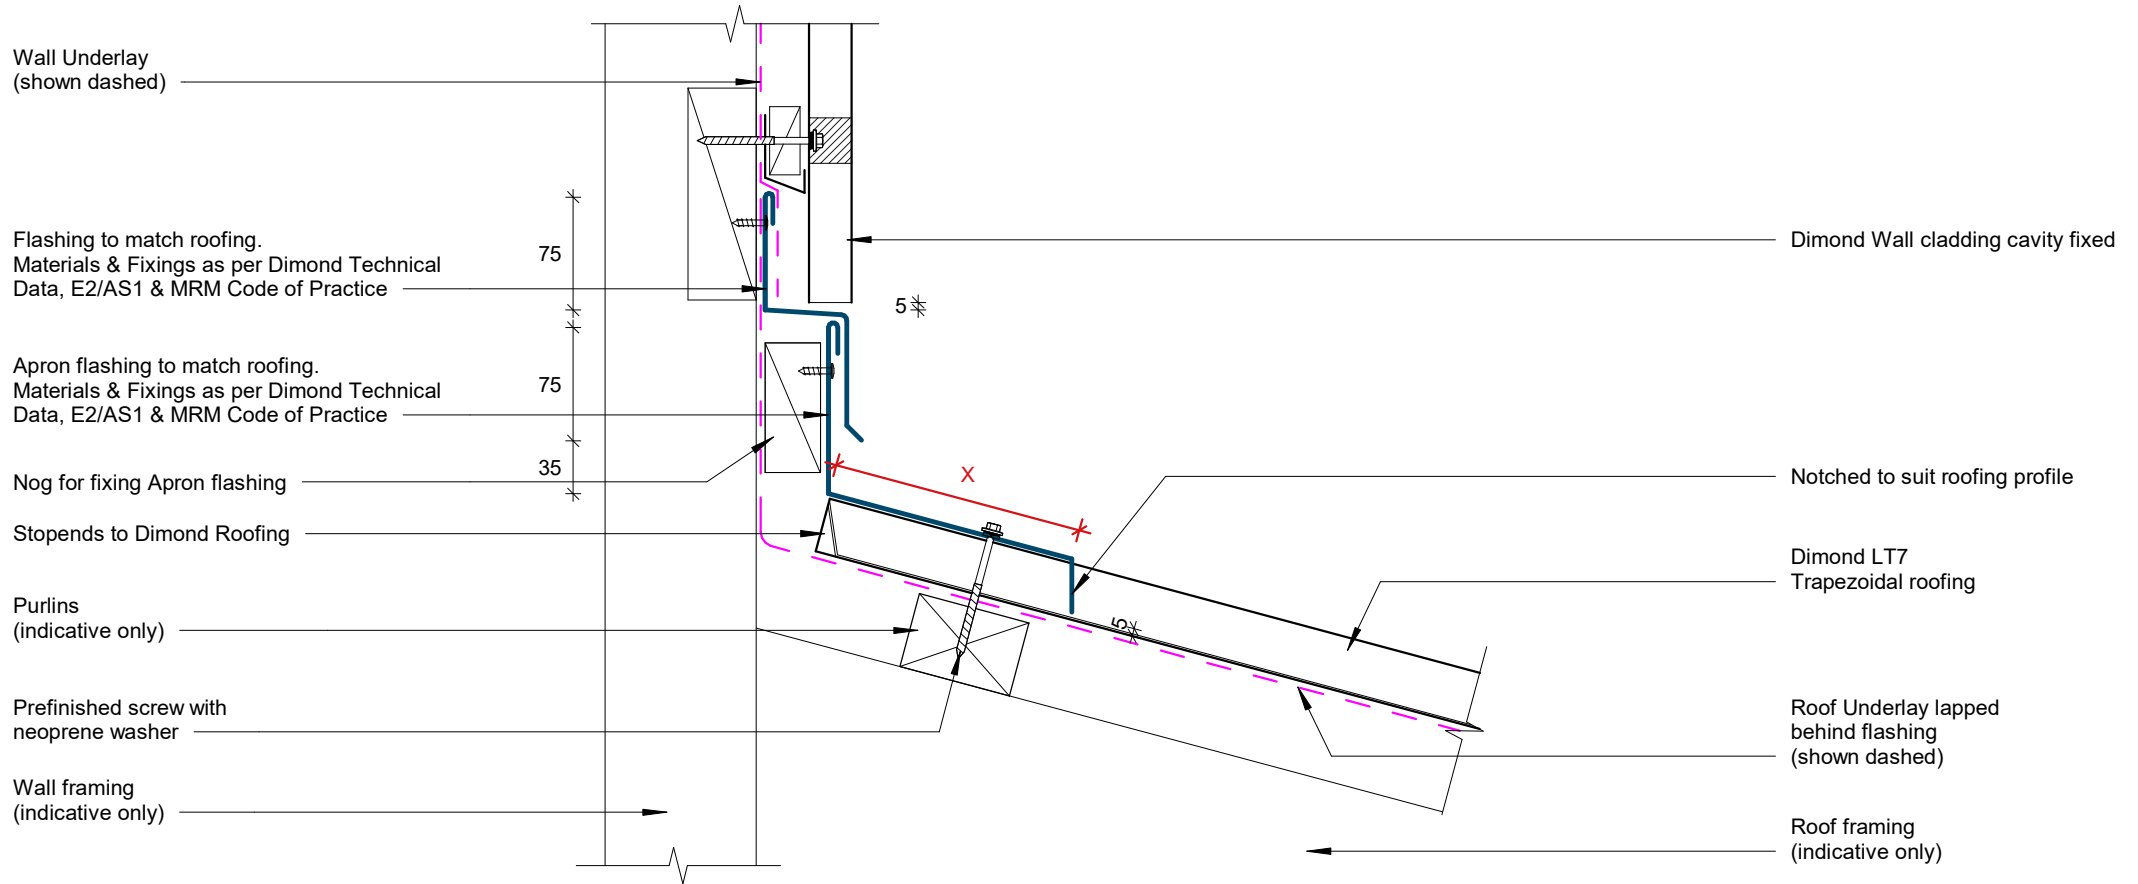 Wall Underlay
(shown dashed)
Flashing to match roofing.
Materials & Fixings as per Dimond Technical
Data, E2/AS1 & MRM Code of Practice
Apron flashing to match roofing.
Materials & Fixings as per Dimond Technical
Data, E2/AS1 & MRM Code of Practice
Nog for fixing Apron flashing
Stopends to Dimond Roofing
Purlins
(indicative only)
Prefinished screw with
neoprene washer
Wall framing
(indicative only)
75
75
35
5
X
5
Dimond Wall cladding cavity fixed
Notched to suit roofing profile
Dimond LT7
Trapezoidal roofing
Roof Underlay lapped
behind flashing
(shown dashed)
Roof framing
(indicative only)